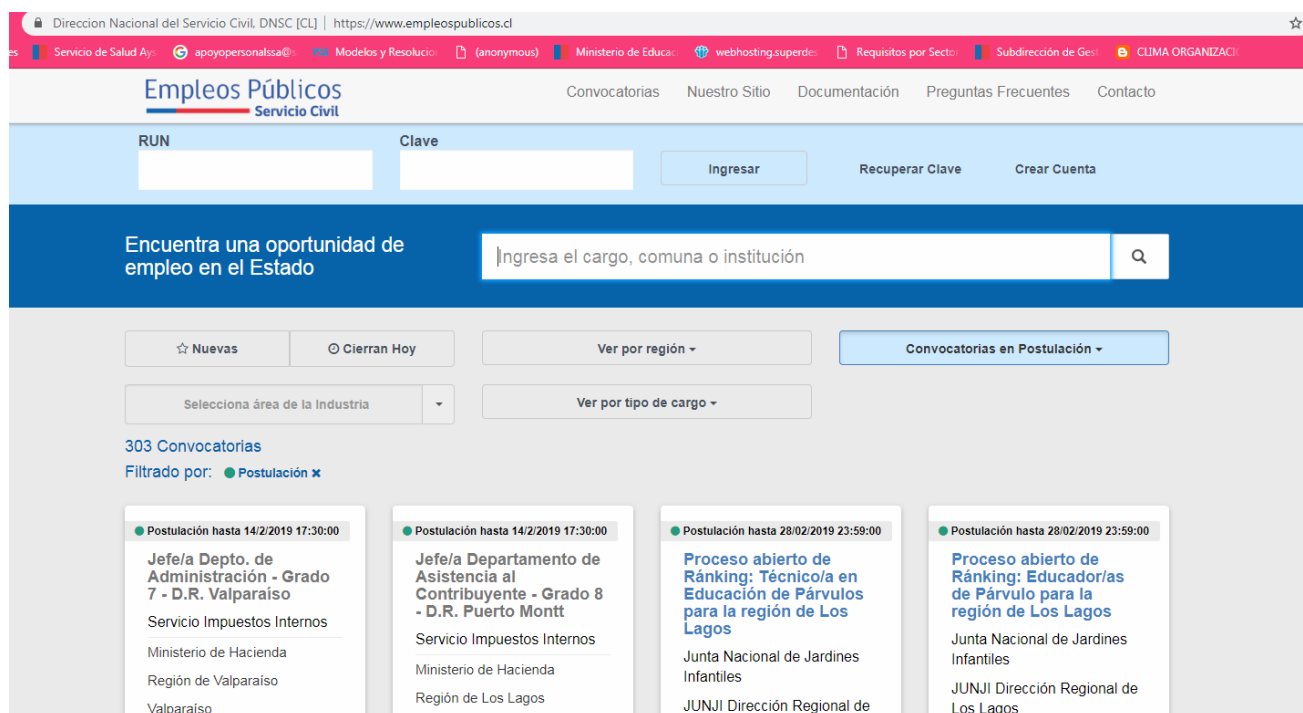 Direccion Nacional del Servicio Civil, DNSC [CL] | https://www.empleospublicos.cl
es Servicio de Salud Ays apoyopersonalssa@s Modelos y Resolucio (anonymous) Ministerio de Educac webhosting.superdes Requisitos por Sector Subdirección de Gest CLIMA ORGANIZACIO
Empleos Públicos
Servicio Civil
Convocatorias Nuestro Sitio Documentación Preguntas Frecuentes Contacto
RUN Clave
Ingresar Recuperar Clave Crear Cuenta
Encuentra una oportunidad de
empleo en el Estado
Ingresa el cargo, comuna o institución
Nuevas Cierran Hoy Ver por región Convocatorias en Postulación
Selecciona área de la Industria Ver por tipo de cargo
303 Convocatorias
Filtrado por: Postulación ×
Postulación hasta 14/2/2019 17:30:00
Jefe/a Depto. de
Administración - Grado
7 - D.R. Valparaíso
Servicio Impuestos Internos
Ministerio de Hacienda
Región de Valparaíso
Valparaíso
Postulación hasta 14/2/2019 17:30:00
Jefe/a Departamento de
Asistencia al
Contribuyente - Grado 8
- D.R. Puerto Montt
Servicio Impuestos Internos
Ministerio de Hacienda
Región de Los Lagos
Postulación hasta 28/02/2019 23:59:00
Proceso abierto de
Ránking: Técnico/a en
Educación de Párvulos
para la región de Los
Lagos
Junta Nacional de Jardines
Infantiles
JUNJI Dirección Regional de
Postulación hasta 28/02/2019 23:59:00
Proceso abierto de
Ránking: Educador/as
de Párvulo para la
región de Los Lagos
Junta Nacional de Jardines
Infantiles
JUNJI Dirección Regional de
Los Lagos